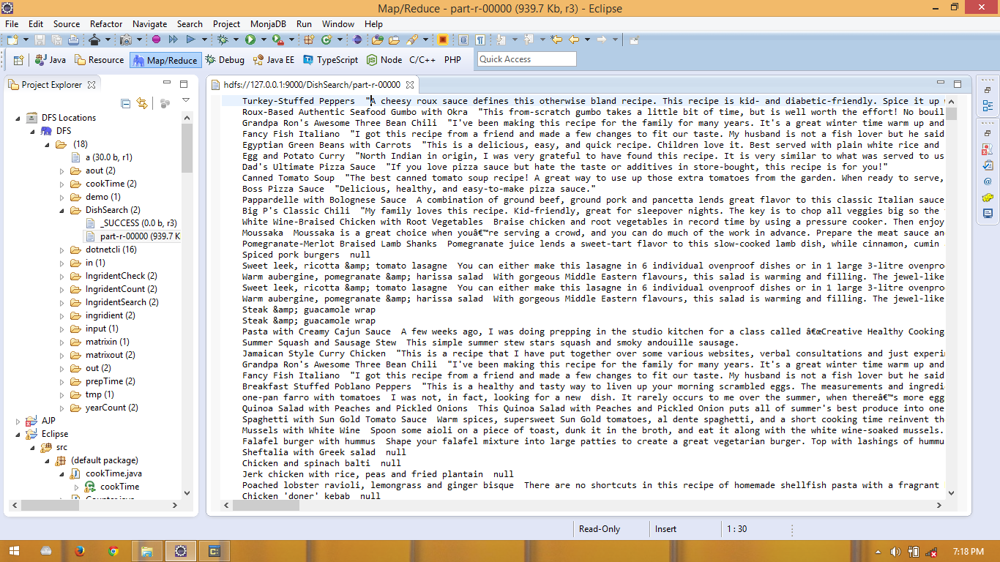 Map/Reduce - part-r-00000 (939.7 Kb, r3) - Eclipse
File Edit Source Refactor Navigate Search Project MonjaDB Run Window Help
Java Resource Map/Reduce Debug Java EE TypeScript Node C/C++ PHP Quick Access
Project Explorer
DFS Locations
DFS
(18)
a (30.0 b, r1)
aout (2)
cookTime (2)
demo (1)
DishSearch (2)
_SUCCESS (0.0 b, r3)
part-r-00000 (939.7 K
dotnetcli (16)
in (1)
IngridentCheck (2)
IngridentCount (2)
IngridentSearch (2)
ingridient (2)
input (1)
matrixin (1)
matrixout (2)
out (2)
prepTime (2)
tmp (1)
yearCount (2)
AJP
Eclipse
src
(default package)
cookTime.java
cookTime
hdfs://127.0.0.1:9000/DishSearch/part-r-00000
Turkey-Stuffed Peppers "A cheesy roux sauce defines this otherwise bland recipe. This recipe is kid- and diabetic-friendly. Spice it up
Roux-Based Authentic Seafood Gumbo with Okra "This from-scratch gumbo takes a little bit of time, but is well worth the effort! No bouil
Grandpa Ron's Awesome Three Bean Chili "I've been making this recipe for the family for many years. It's a great winter time warm up and
Fancy Fish Italiano "I got this recipe from a friend and made a few changes to fit our taste. My husband is not a fish lover but he said
Egyptian Green Beans with Carrots "This is a delicious, easy, and quick recipe. Children love it. Best served with plain white rice and
Egg and Potato Curry "North Indian in origin, I was very grateful to have found this recipe. It is very similar to what was served to us
Dad's Ultimate Pizza Sauce "If you love pizza sauce but hate the taste or additives in store-bought, this recipe is for you!"
Canned Tomato Soup "The best canned tomato soup recipe! A great way to use up those extra tomatoes from the garden. When ready to serve,
Boss Pizza Sauce "Delicious, healthy, and easy-to-make pizza sauce."
Pappardelle with Bolognese Sauce A combination of ground beef, ground pork and pancetta lends great flavor to this classic Italian sauce
Big P's Classic Chili "My family loves this recipe. Kid-friendly, great for sleepover nights. The key is to chop all veggies big so the
White Wine-Braised Chicken with Root Vegetables Braise chicken and root vegetables in record time by using a pressure cooker. Then enjoy
Moussaka Moussaka is a great choice when youâ€™re serving a crowd, and you can do much of the work in advance. Prepare the meat sauce an
Pomegranate-Merlot Braised Lamb Shanks Pomegranate juice lends a sweet-tart flavor to this slow-cooked lamb dish, while cinnamon, cumin
Spiced pork burgers null
Sweet leek, ricotta &amp; tomato lasagne You can either make this lasagne in 6 individual ovenproof dishes or in 1 large 3-litre ovenpro
Warm aubergine, pomegranate &amp; harissa salad With gorgeous Middle Eastern flavours, this salad is warming and filling. The jewel-like
Sweet leek, ricotta &amp; tomato lasagne You can either make this lasagne in 6 individual ovenproof dishes or in 1 large 3-litre ovenpro
Warm aubergine, pomegranate &amp; harissa salad With gorgeous Middle Eastern flavours, this salad is warming and filling. The jewel-like
Steak &amp; guacamole wrap
Steak &amp; guacamole wrap
Pasta with Creamy Cajun Sauce A few weeks ago, I was doing prepping in the studio kitchen for a class called â€œCreative Healthy Cooking
Summer Squash and Sausage Stew This simple summer stew stars squash and smoky andouille sausage.
Jamaican Style Curry Chicken "This is a recipe that I have put together over some various websites, verbal consultations and just experi
Grandpa Ron's Awesome Three Bean Chili "I've been making this recipe for the family for many years. It's a great winter time warm up and
Fancy Fish Italiano "I got this recipe from a friend and made a few changes to fit our taste. My husband is not a fish lover but he said
Breakfast Stuffed Poblano Peppers "This is a healthy and tasty way to liven up your morning scrambled eggs. The measurements and ingredi
one-pan farro with tomatoes I was not, in fact, looking for a new dish. It rarely occurs to me over the summer, when thereâ€™s more egg
Quinoa Salad with Peaches and Pickled Onions This Quinoa Salad with Peaches and Pickled Onion puts all of summer's best produce into one
Spaghetti with Sun Gold Tomato Sauce Warm spices, supersweet Sun Gold tomatoes, al dente spaghetti, and a short cooking time reinvent th
Mussels with White Wine Spoon some aioli on a piece of toast, dunk it in the broth, and eat it along with the white wine-soaked mussels.
Falafel burger with hummus Shape your falafel mixture into large patties to create a great vegetarian burger. Top with lashings of hummu
Sheftalia with Greek salad null
Chicken and spinach balti null
Jerk chicken with rice, peas and fried plantain null
Poached lobster ravioli, lemongrass and ginger bisque There are no shortcuts in this recipe of homemade shellfish pasta with a fragrant
Chicken 'doner' kebab null
Read-Only Insert 1 : 30
7:18 PM